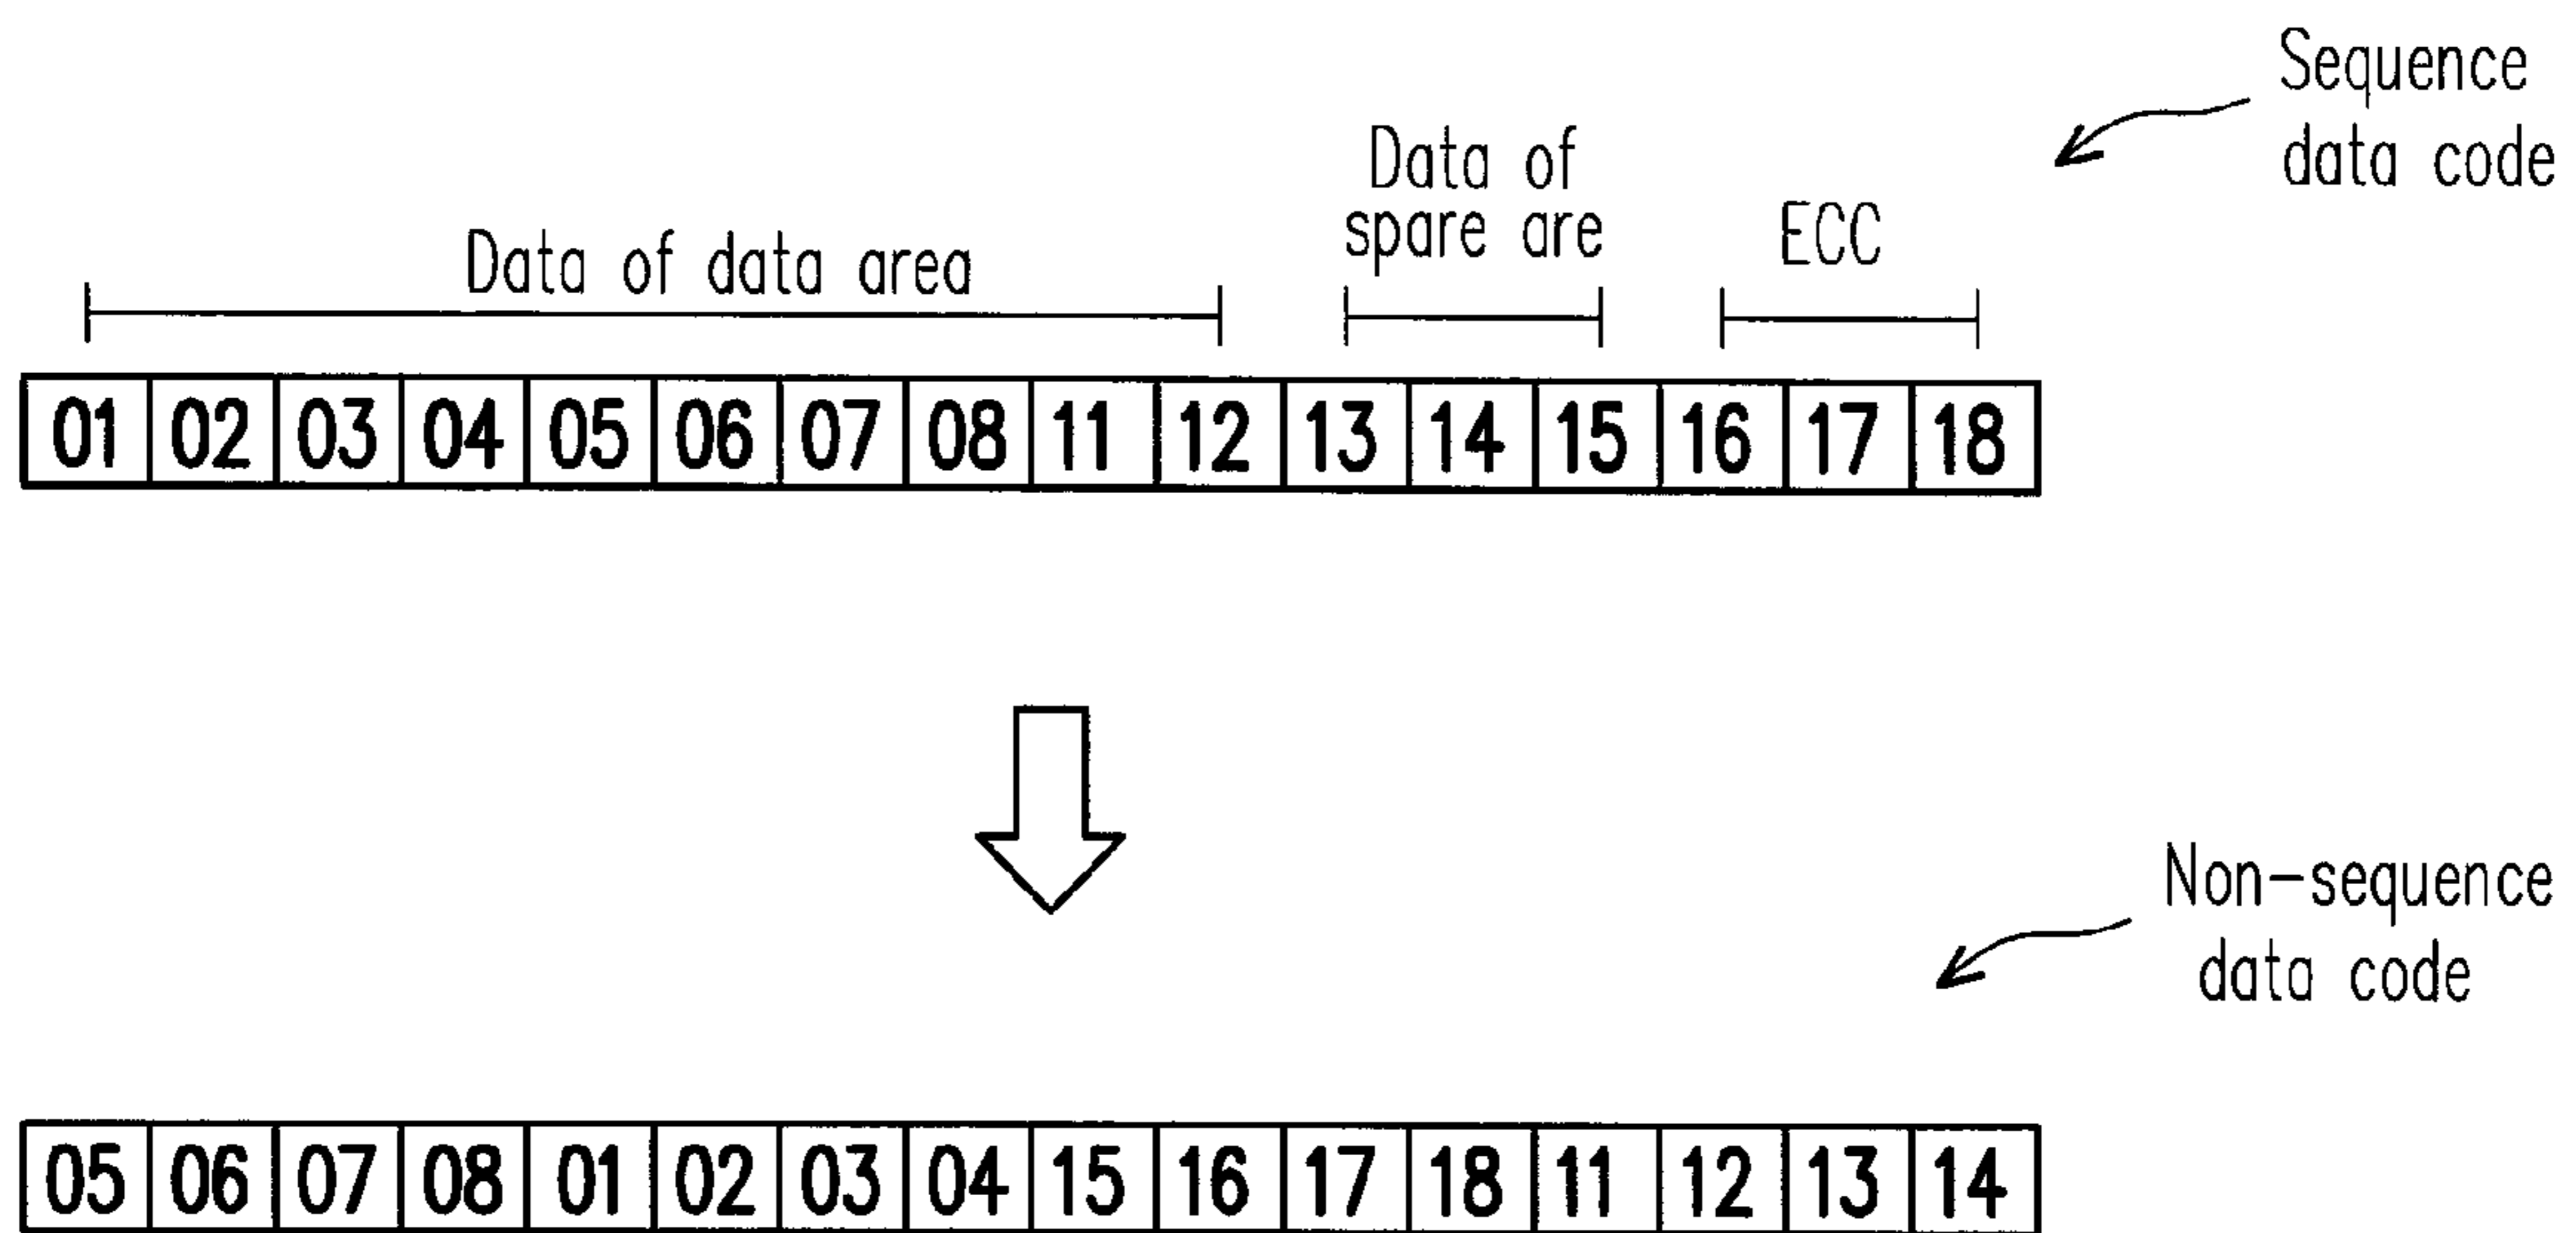 Sequence
data code
Data of
spare are
ECC
Data of data area
01 02 03 04 05 06 07 08 11 12 13 14 15 16 17 18
Non-sequence
data code
05 06 07 08 01 02 03 04 15 16 17 18 11 12 13 14